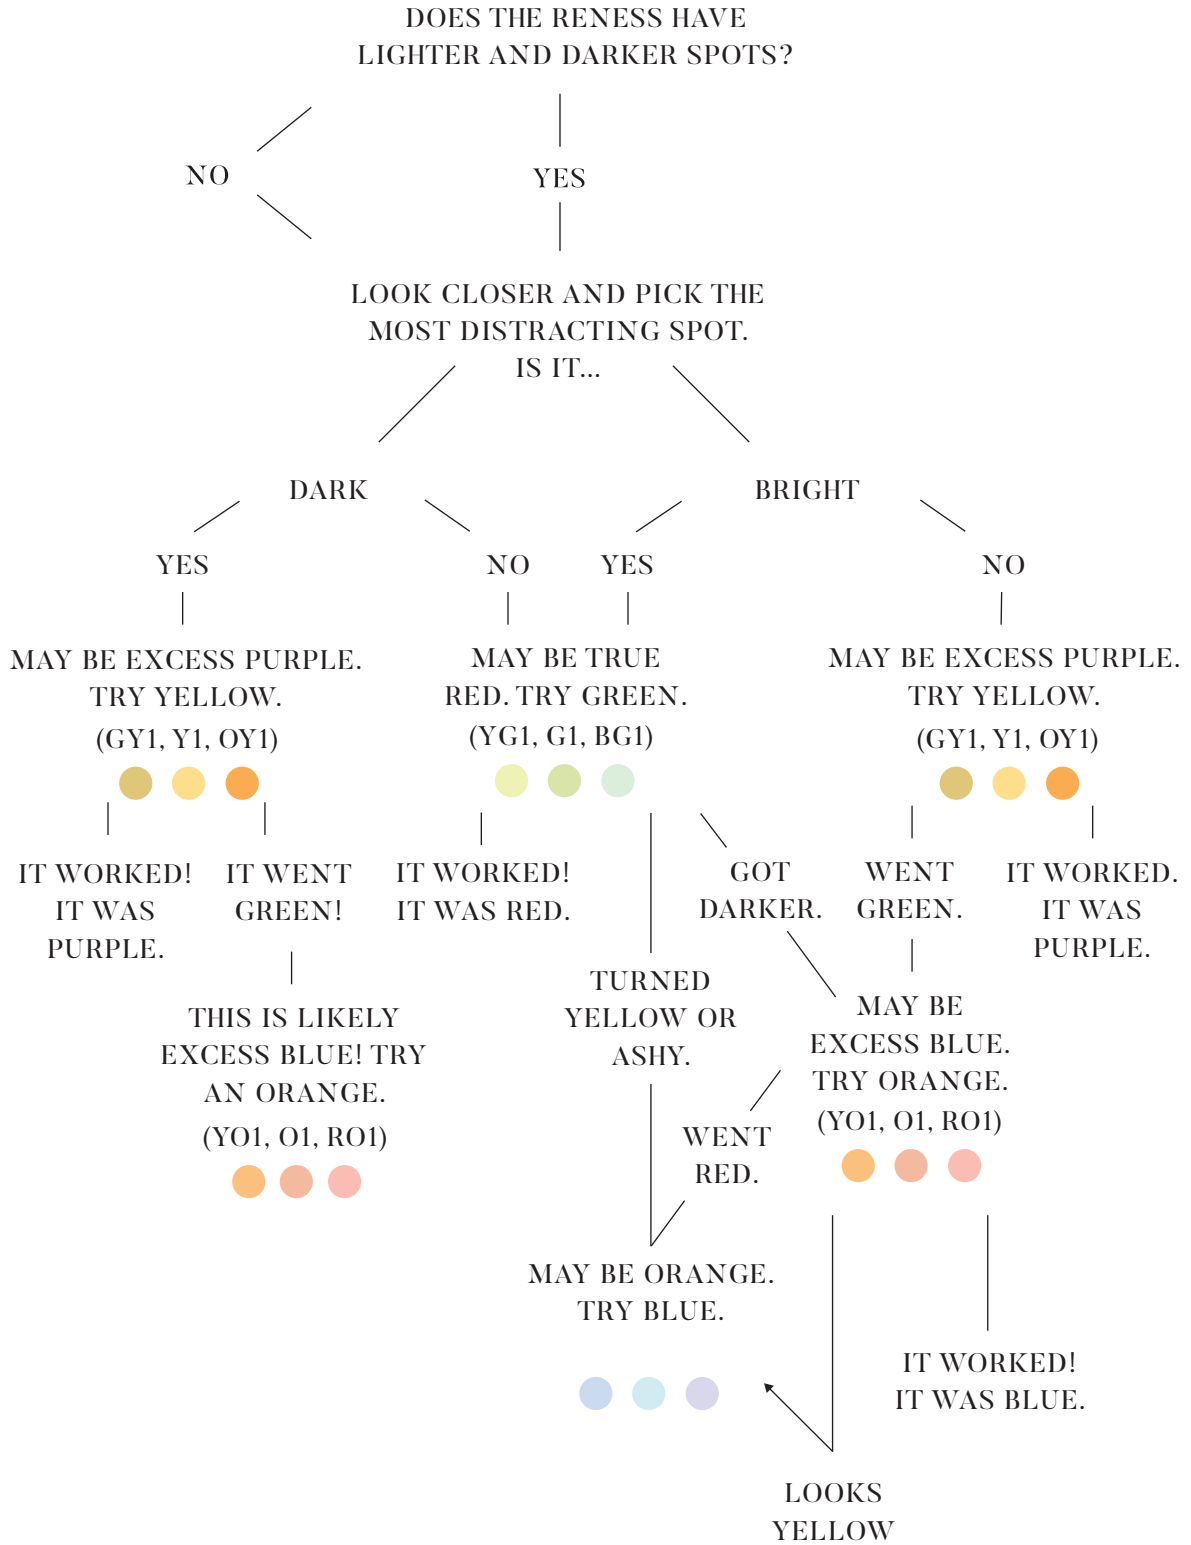 DOES THE RENESS HAVE
LIGHTER AND DARKER SPOTS?
NO
YES
LOOK CLOSER AND PICK THE
MOST DISTRACTING SPOT.
IS IT...
DARK
BRIGHT
YES
NO
YES
NO
MAY BE EXCESS PURPLE.
TRY YELLOW.
(GY1, Y1, OY1)
MAY BE TRUE
RED. TRY GREEN.
(YG1, G1, BG1)
MAY BE EXCESS PURPLE.
TRY YELLOW.
(GY1, Y1, OY1)
IT WORKED!
IT WAS
PURPLE.
IT WENT
GREEN!
IT WORKED!
IT WAS RED.
GOT
DARKER.
WENT
GREEN.
IT WORKED.
IT WAS
PURPLE.
THIS IS LIKELY
EXCESS BLUE! TRY
AN ORANGE.
(YO1, O1, RO1)
TURNED
YELLOW OR
ASHY.
MAY BE
EXCESS BLUE.
TRY ORANGE.
(YO1, O1, RO1)
WENT
RED.
MAY BE ORANGE.
TRY BLUE.
IT WORKED!
IT WAS BLUE.
LOOKS
YELLOW